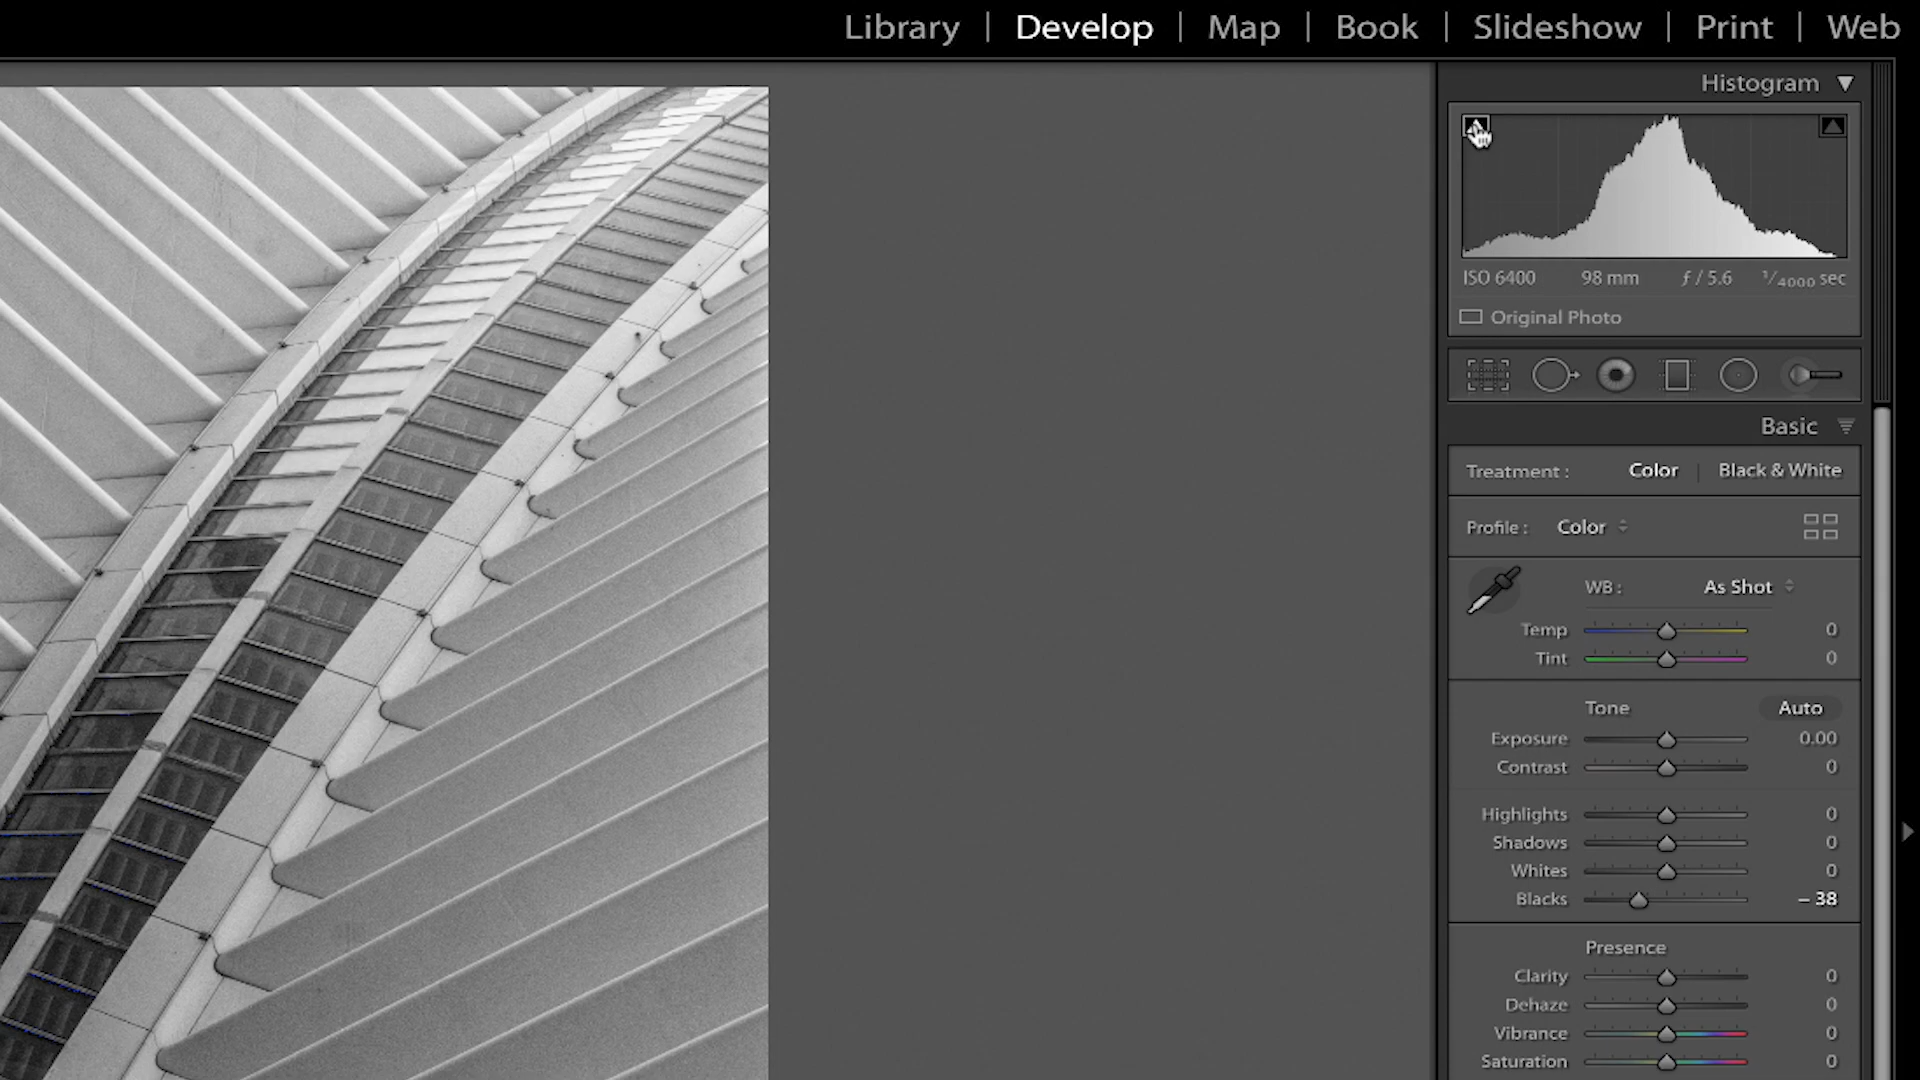 Library | Develop | Map | Book | Slideshow | Print | Web
Histogram
ISO 6400 98 mm ƒ / 5.6 1/4000 sec
Original Photo
Basic
Treatment : Color | Black & White
Profile : Color
WB : As Shot
Temp 0
Tint 0
Tone Auto
Exposure 0.00
Contrast 0
Highlights 0
Shadows 0
Whites 0
Blacks – 38
Presence
Clarity 0
Dehaze 0
Vibrance 0
Saturation 0